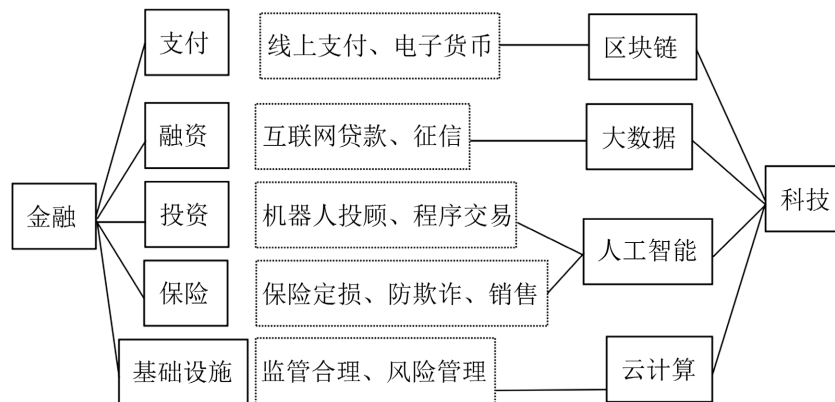 支付
线上支付、电子货币
区块链
融资
互联网贷款、征信
大数据
金融
投资
机器人投顾、程序交易
人工智能
科技
保险
保险定损、防欺诈、销售
基础设施
监管合理、风险管理
云计算